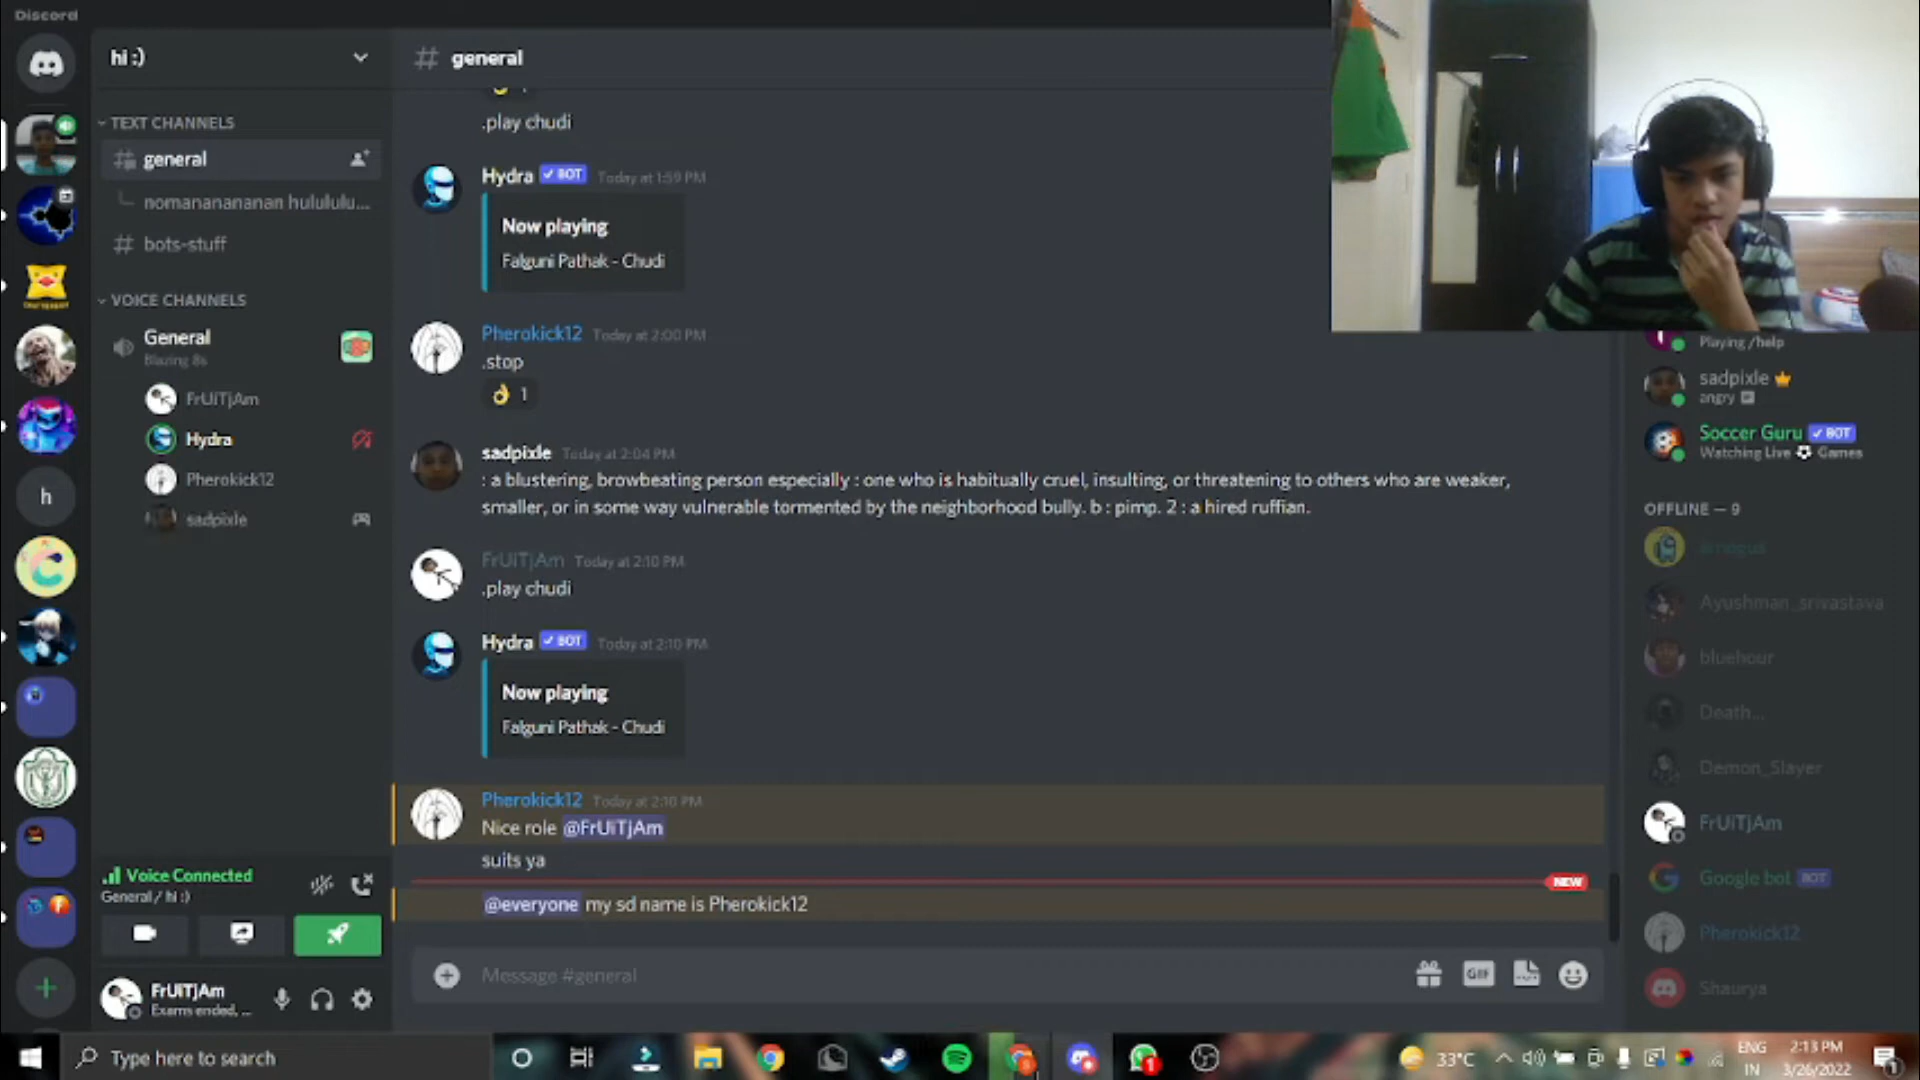 Discord
hi :)
# general
TEXT CHANNELS
general
nomananananan hulululu...
# bots-stuff
VOICE CHANNELS
General
Blazing 8s
FrUiTjAm
Hydra
Pherokick12
sadpixle
h
.play chudi
Hydra BOT Today at 1:59 PM
Now playing
Falguni Pathak - Chudi
Pherokick12 Today at 2:00 PM
.stop
1
sadpixle Today at 2:04 PM
: a blustering, browbeating person especially : one who is habitually cruel, insulting, or threatening to others who are weaker,
smaller, or in some way vulnerable tormented by the neighborhood bully. b : pimp. 2 : a hired ruffian.
FrUiTjAm Today at 2:10 PM
.play chudi
Hydra BOT Today at 2:10 PM
Now playing
Falguni Pathak - Chudi
Pherokick12 Today at 2:10 PM
Nice role @FrUiTjAm
suits ya
NEW
@everyone my sd name is Pherokick12
Message #general
GIF
Playing /help
sadpixle
angry
Soccer Guru BOT
Watching Live ⚽ Games
OFFLINE — 9
Ayushman_srivastava
bluehour
Death...
Demon_Slayer
FrUiTjAm
Google bot BOT
Pherokick12
Shaurya
Voice Connected
General / hi :)
FrUiTjAm
Exams ended, ...
Type here to search
33°C
ENG
IN
2:13 PM
3/26/2022